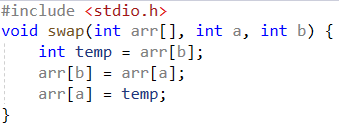 #include <stdio.h>
void swap(int arr[], int a, int b) {
    int temp = arr[b];
    arr[b] = arr[a];
    arr[a] = temp;
}